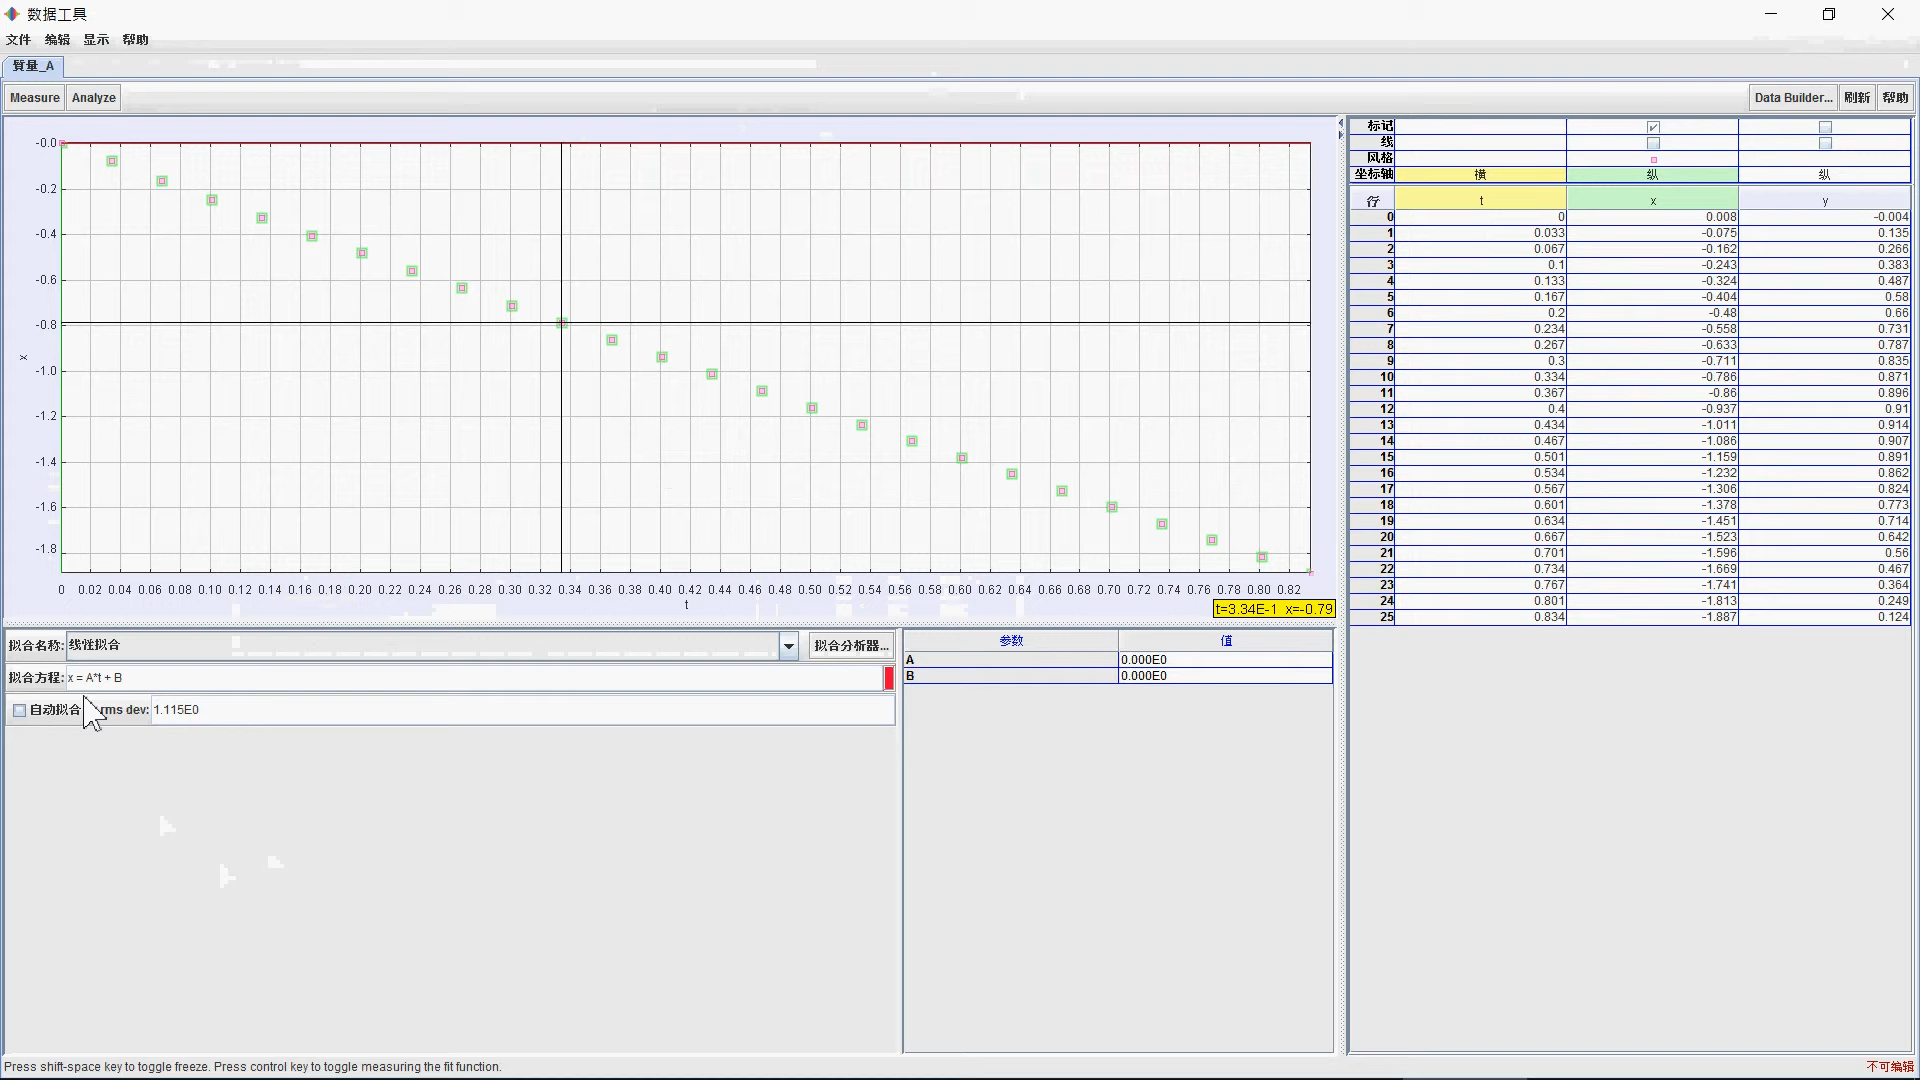 数据工具
文件 编辑 显示 帮助
質量_A
Measure Analyze Data Builder... 刷新 帮助
-0.0
-0.2
-0.4
-0.6
-0.8
-1.0
-1.2
-1.4
-1.6
-1.8
x
0 0.02 0.04 0.06 0.08 0.10 0.12 0.14 0.16 0.18 0.20 0.22 0.24 0.26 0.28 0.30 0.32 0.34 0.36 0.38 0.40 0.42 0.44 0.46 0.48 0.50 0.52 0.54 0.56 0.58 0.60 0.62 0.64 0.66 0.68 0.70 0.72 0.74 0.76 0.78 0.80 0.82
t
t=3.34E-1 x=-0.79
标记
线
风格
坐标轴 横 纵 纵
行 t x y
0 0 0.008 -0.004
1 0.033 -0.075 0.135
2 0.067 -0.162 0.266
3 0.1 -0.243 0.383
4 0.133 -0.324 0.487
5 0.167 -0.404 0.58
6 0.2 -0.48 0.66
7 0.234 -0.558 0.731
8 0.267 -0.633 0.787
9 0.3 -0.711 0.835
10 0.334 -0.786 0.871
11 0.367 -0.86 0.896
12 0.4 -0.937 0.91
13 0.434 -1.011 0.914
14 0.467 -1.086 0.907
15 0.501 -1.159 0.891
16 0.534 -1.232 0.862
17 0.567 -1.306 0.824
18 0.601 -1.378 0.773
19 0.634 -1.451 0.714
20 0.667 -1.523 0.642
21 0.701 -1.596 0.56
22 0.734 -1.669 0.467
23 0.767 -1.741 0.364
24 0.801 -1.813 0.249
25 0.834 -1.887 0.124
拟合名称: 线性拟合 拟合分析器...
拟合方程: x = A*t + B
自动拟合 rms dev: 1.115E0
参数 值
A 0.000E0
B 0.000E0
Press shift-space key to toggle freeze. Press control key to toggle measuring the fit function.
不可编辑